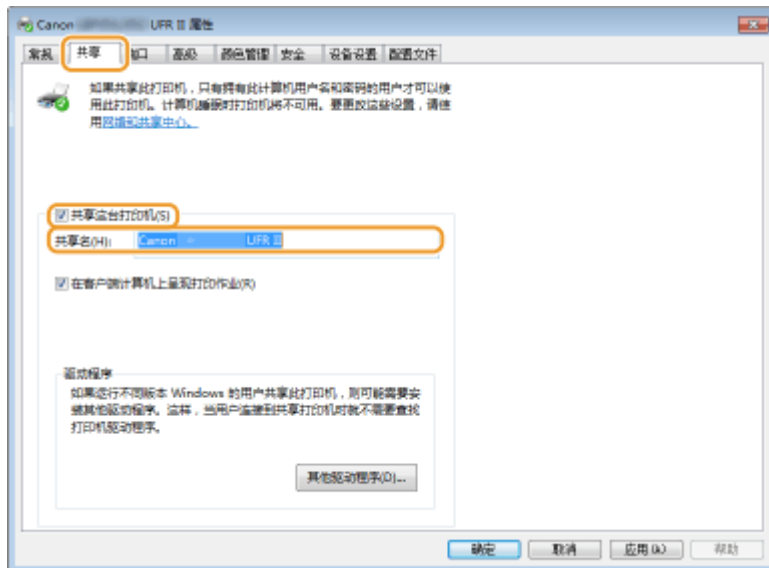 Canon UFR II 属性
常规 共享 端口 高级 颜色管理 安全 设备设置 配置文件
如果共享此打印机，只有拥有此计算机用户名和密码的用户才可以使
用此打印机。计算机睡眠时打印机将不可用。要更改这些设置，请使
用网络和共享中心。
共享这台打印机(S)
共享名(H): Canon UFR II
在客户端计算机上呈现打印作业(R)
驱动程序
如果运行不同版本 Windows 的用户共享此打印机，则可能需要安
装其他驱动程序。这样，当用户连接到共享打印机时就不需要查找
打印机驱动程序。
其他驱动程序(D)...
确定 取消 应用(A) 帮助